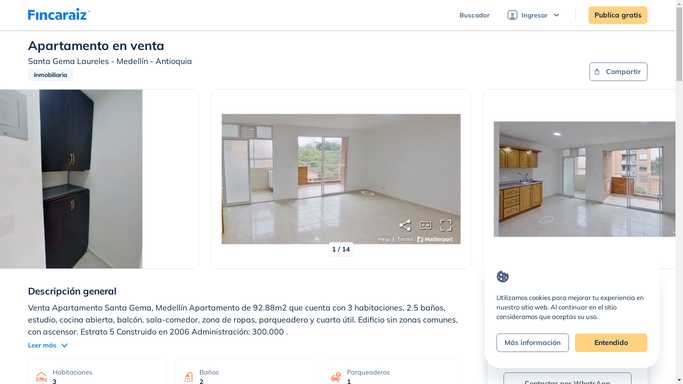 Fincaraiz
Buscador
Ingresar
Publica gratis
Apartamento en venta
Santa Gema Laureles - Medellín - Antioquia
Inmobiliaria
Compartir
Matterport
1 / 14
Descripción general
Venta Apartamento Santa Gema, Medellín Apartamento de 92.88m2 que cuenta con 3 habitaciones, 2.5 baños,
estudio, cocina abierta, balcón, sala-comedor, zona de ropas, parqueadero y cuarto útil. Edificio sin zonas comunes,
con ascensor. Estrato 5 Construido en 2006 Administración: 300.000 .
Leer más
Habitaciones
3
Baños
2
Parqueaderos
1
Utilizamos cookies para mejorar tu experiencia en
nuestro sitio web. Al continuar en el sitio
consideramos que aceptas su uso.
Más información
Entendido
Contactar por WhatsApp